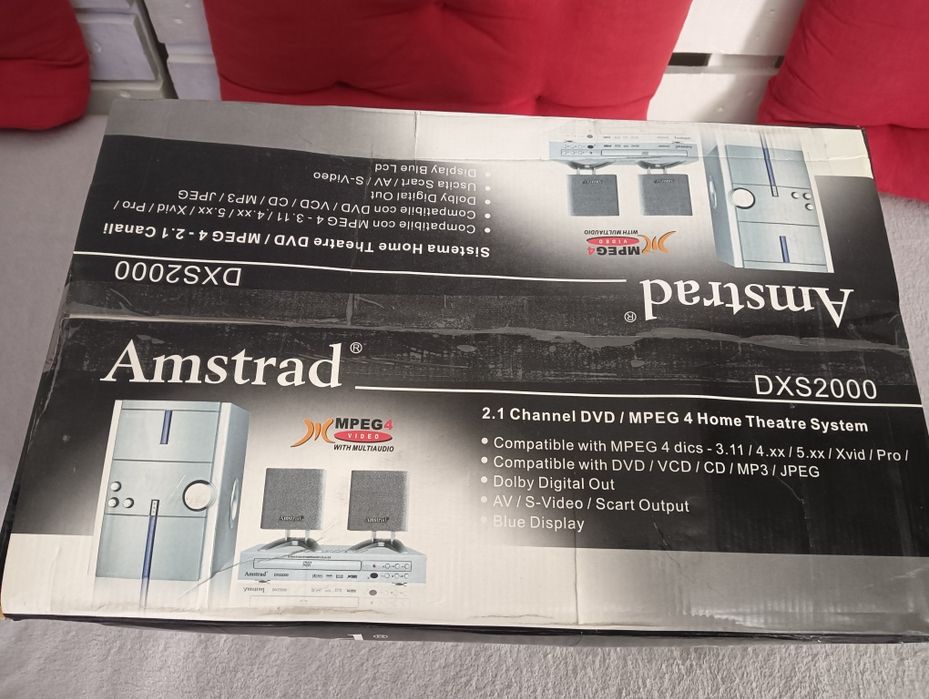 Amstrad®
DXS2000
MPEG4
VIDEO
WITH MULTIAUDIO
2.1 Channel DVD / MPEG 4 Home Theatre System
• Compatible with MPEG 4 dics - 3.11 / 4.xx / 5.xx / Xvid / Pro /
• Compatible with DVD / VCD / CD / MP3 / JPEG
• Dolby Digital Out
• AV / S-Video / Scart Output
• Blue Display
Amstrad
Amstrad
Amstrad
DXS2000
Amstrad®
DXS2000
MPEG4
VIDEO
WITH MULTIAUDIO
Sistema Home Theatre DVD / MPEG 4 - 2.1 Canali
• Compatibile con MPEG 4 - 3.11 / 4.xx / 5.xx / Xvid / Pro /
• Compatibile con DVD / VCD / CD / MP3 / JPEG
• Dolby Digital Out
• Uscita Scart / AV / S-Video
• Display Blue Lcd